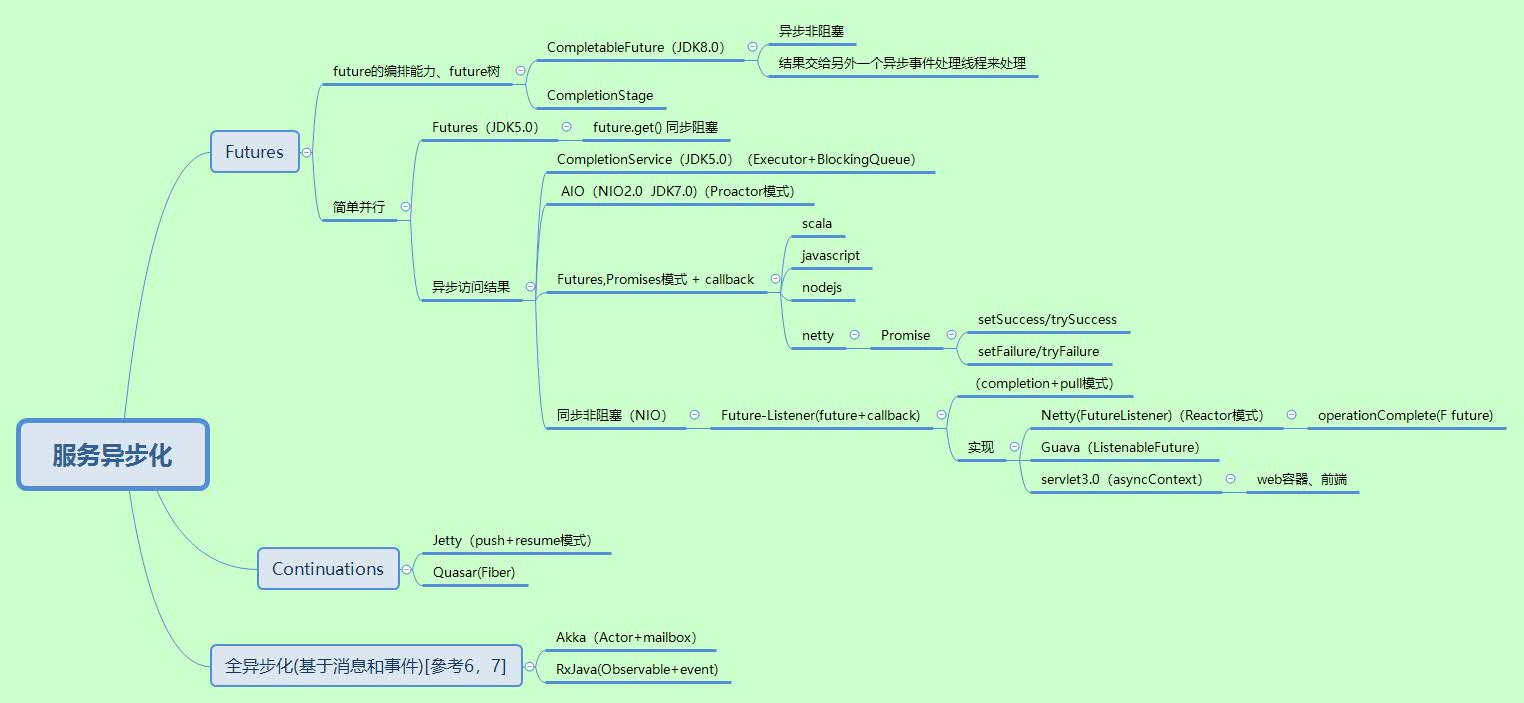 服务异步化
Futures
future的编排能力、future树
CompletableFuture（JDK8.0）
异步非阻塞
结果交给另外一个异步事件处理线程来处理
CompletionStage
简单并行
Futures（JDK5.0）
future.get() 同步阻塞
异步访问结果
CompletionService（JDK5.0）（Executor+BlockingQueue）
AIO（NIO2.0 JDK7.0)（Proactor模式）
Futures,Promises模式 + callback
scala
javascript
nodejs
netty
Promise
setSuccess/trySuccess
setFailure/tryFailure
同步非阻塞（NIO）
Future-Listener(future+callback)
（completion+pull模式）
实现
Netty(FutureListener)（Reactor模式）
operationComplete(F future)
Guava（ListenableFuture）
servlet3.0（asyncContext）
web容器、前端
Continuations
Jetty（push+resume模式）
Quasar(Fiber)
全异步化(基于消息和事件)[参考6，7]
Akka（Actor+mailbox）
RxJava(Observable+event)